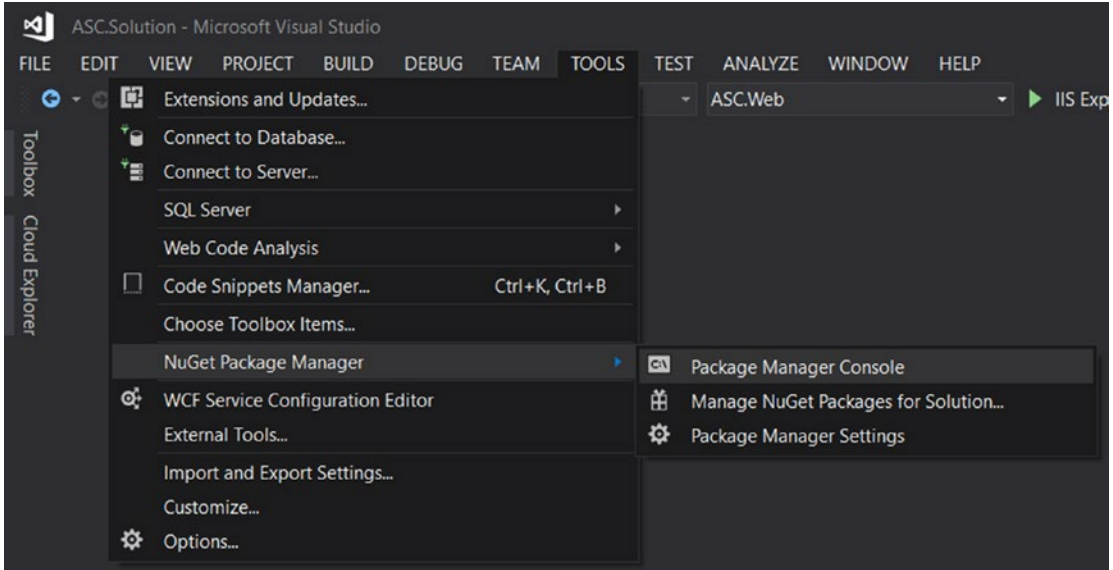 ASC.Solution - Microsoft Visual Studio
FILE EDIT VIEW PROJECT BUILD DEBUG TEAM TOOLS TEST ANALYZE WINDOW HELP
ASC.Web IIS Exp
Toolbox
Cloud Explorer
Extensions and Updates...
Connect to Database...
Connect to Server...
SQL Server
Web Code Analysis
Code Snippets Manager... Ctrl+K, Ctrl+B
Choose Toolbox Items...
NuGet Package Manager
WCF Service Configuration Editor
External Tools...
Import and Export Settings...
Customize...
Options...
C:\
Package Manager Console
Manage NuGet Packages for Solution...
Package Manager Settings